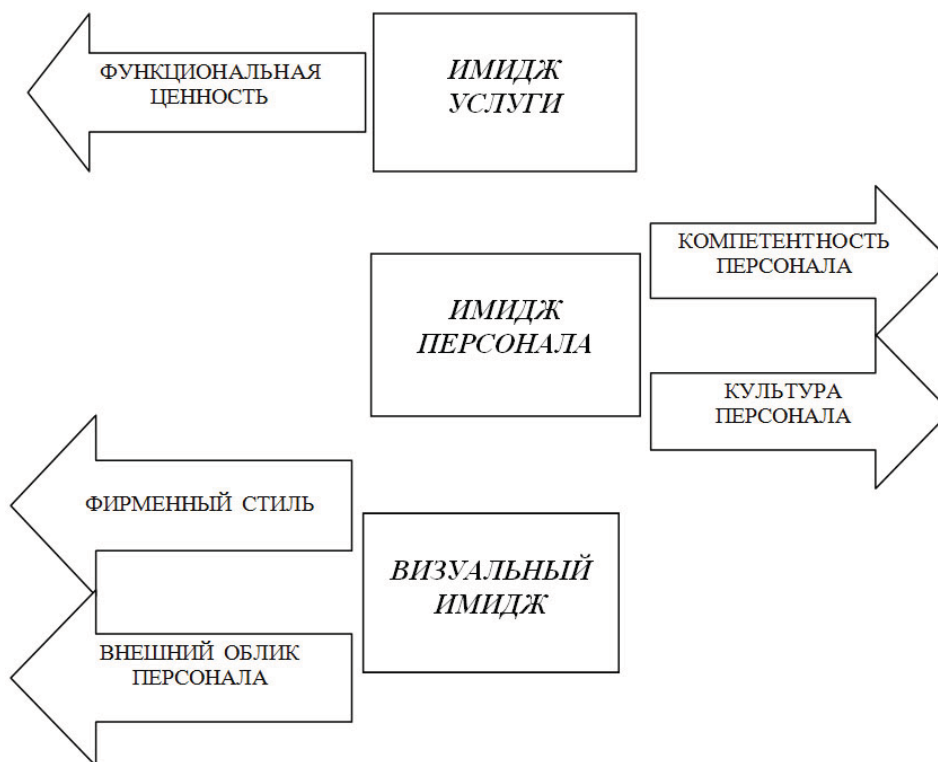 ФУНКЦИОНАЛЬНАЯ
ЦЕННОСТЬ
ИМИДЖ
УСЛУГИ
КОМПЕТЕНТНОСТЬ
ПЕРСОНАЛА
ИМИДЖ
ПЕРСОНАЛА
КУЛЬТУРА
ПЕРСОНАЛА
ФИРМЕННЫЙ СТИЛЬ
ВИЗУАЛЬНЫЙ
ИМИДЖ
ВНЕШНИЙ ОБЛИК
ПЕРСОНАЛА